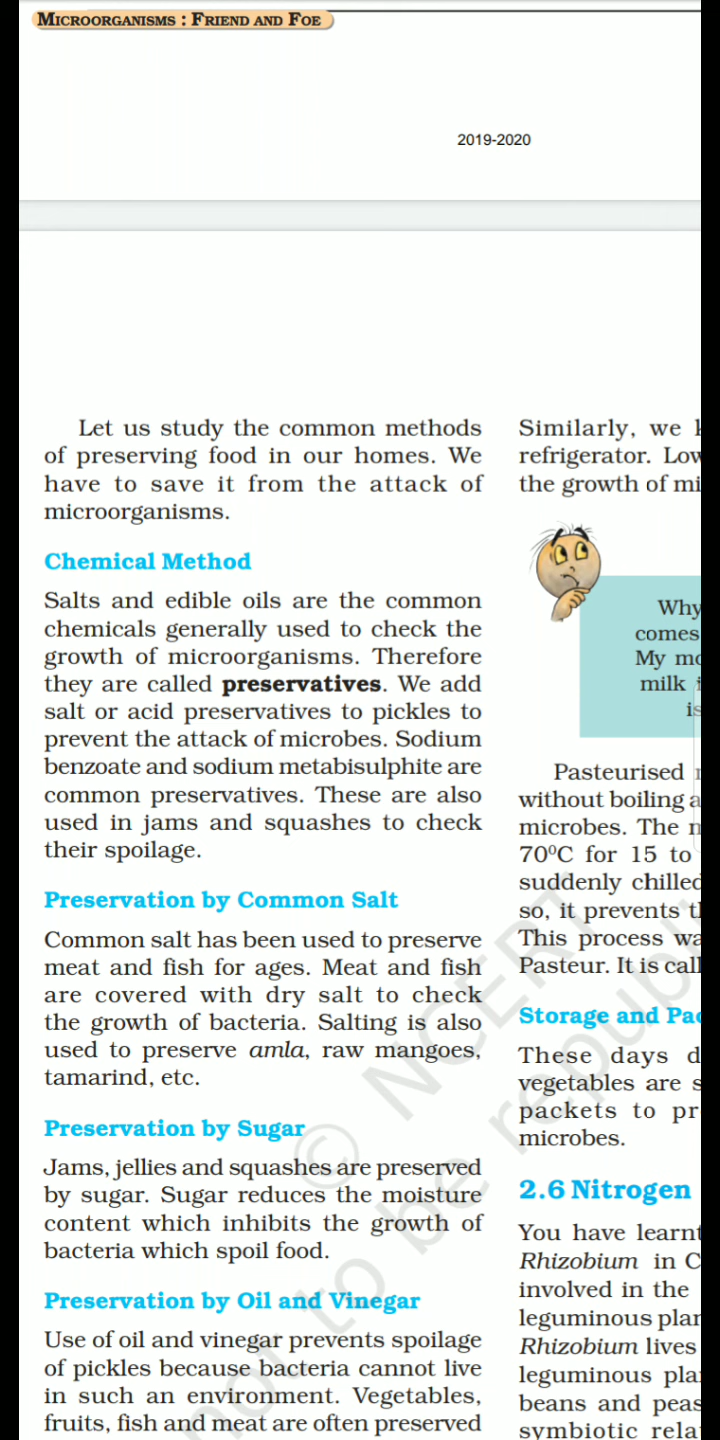 MICROORGANISMS : FRIEND AND FOE
2019-2020
Let us study the common methods
of preserving food in our homes. We
have to save it from the attack of
microorganisms.
Chemical Method
Salts and edible oils are the common
chemicals generally used to check the
growth of microorganisms. Therefore
they are called preservatives. We add
salt or acid preservatives to pickles to
prevent the attack of microbes. Sodium
benzoate and sodium metabisulphite are
common preservatives. These are also
used in jams and squashes to check
their spoilage.
Preservation by Common Salt
Common salt has been used to preserve
meat and fish for ages. Meat and fish
are covered with dry salt to check
the growth of bacteria. Salting is also
used to preserve amla, raw mangoes,
tamarind, etc.
Preservation by Sugar
Jams, jellies and squashes are preserved
by sugar. Sugar reduces the moisture
content which inhibits the growth of
bacteria which spoil food.
Preservation by Oil and Vinegar
Use of oil and vinegar prevents spoilage
of pickles because bacteria cannot live
in such an environment. Vegetables,
fruits, fish and meat are often preserved
Similarly, we
refrigerator. Low
the growth of
Why
comes
My
milk
is
Pasteurised
without boiling
microbes. The
70ºC for 15 to
suddenly chilled
so, it prevents
This process
Pasteur. It is
Storage and
These days
vegetables are
packets to
microbes.
2.6 Nitrogen
You have learnt
Rhizobium in
involved in the
leguminous
Rhizobium lives
leguminous
beans and peas
symbiotic
© NCERT
not to be